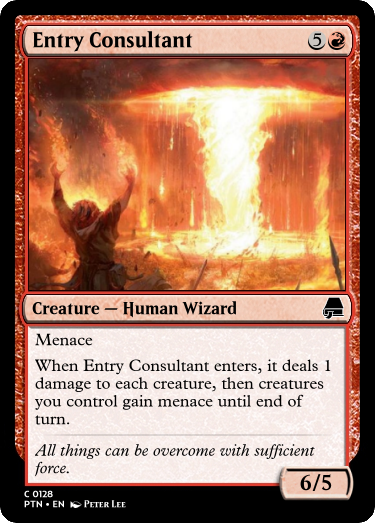 Entry Consultant 5
Creature — Human Wizard
Menace
When Entry Consultant enters, it deals 1
damage to each creature, then creatures
you control gain menace until end of
turn.
All things can be overcome with sufficient
force.
6/5
C 0128
PTN • EN Peter Lee